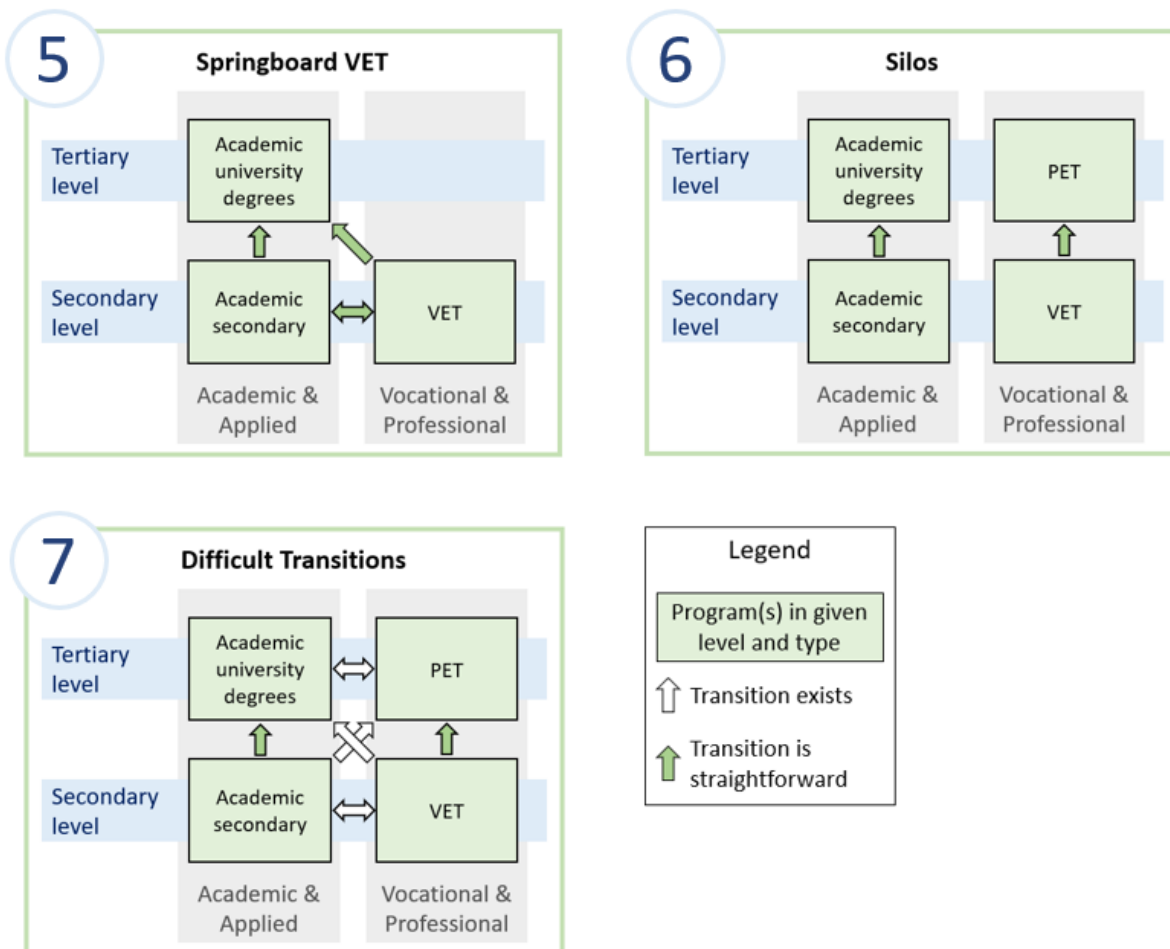 5
Springboard VET
Tertiary
level
Academic
university
degrees
Secondary
level
Academic
secondary
VET
Academic &
Applied
Vocational &
Professional
6
Silos
Tertiary
level
Academic
university
degrees
PET
Secondary
level
Academic
secondary
VET
Academic &
Applied
Vocational &
Professional
7
Difficult Transitions
Tertiary
level
Academic
university
degrees
PET
Secondary
level
Academic
secondary
VET
Academic &
Applied
Vocational &
Professional
Legend
Program(s) in given
level and type
Transition exists
Transition is
straightforward